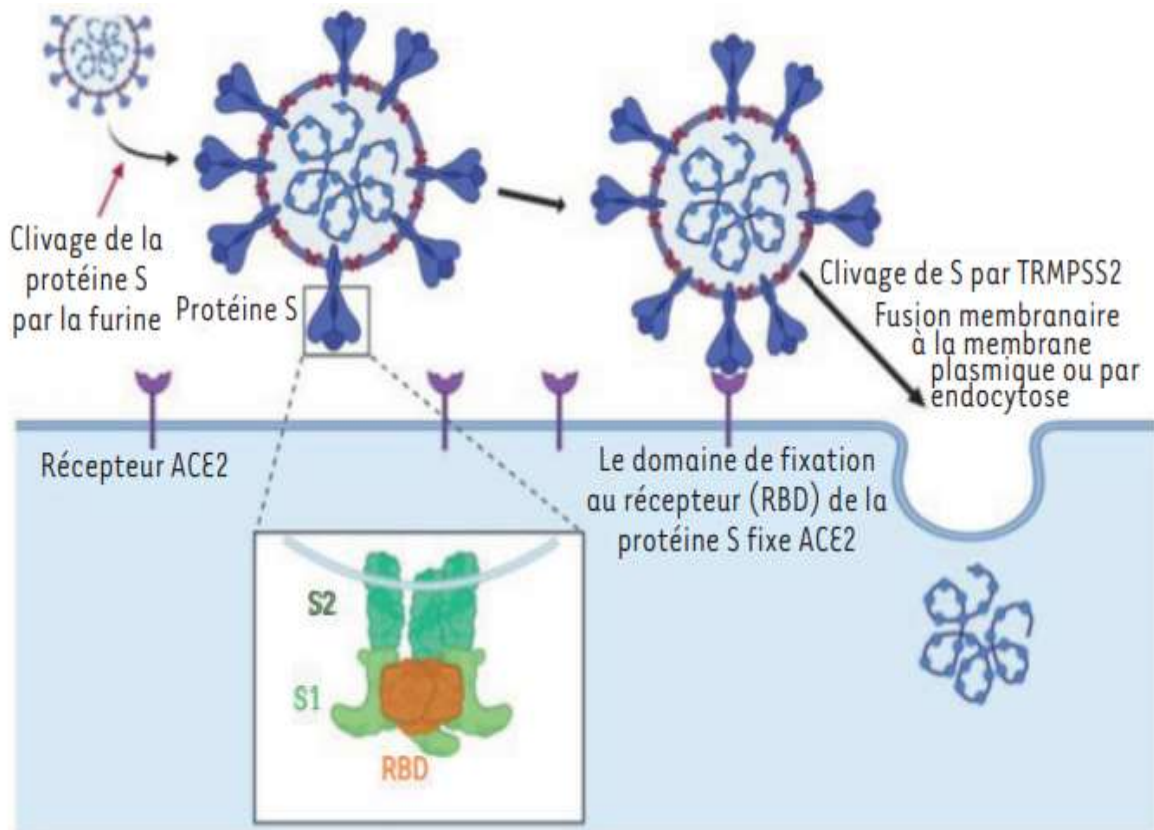 Clivage de la
protéine S
par la furine
Protéine S
Clivage de S par TRMPSS2
Fusion membranaire
à la membrane
plasmique ou par
endocytose
Récepteur ACE2
Le domaine de fixation
au récepteur (RBD) de la
protéine S fixe ACE2
S2
S1
RBD